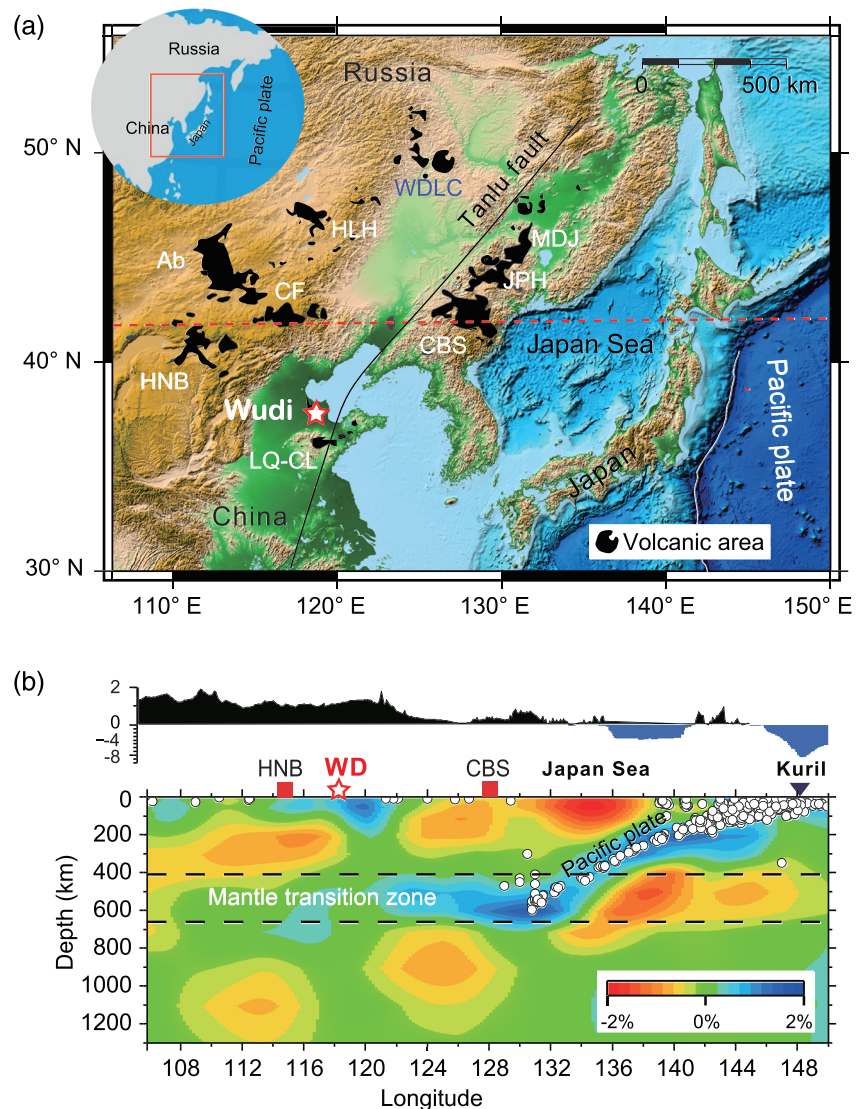 (a)
Russia
China
Japan
Pacific plate
Russia
0 500 km
50° N
40° N
30° N
WDLC
Tanlu fault
HLH
MDJ
Ab
JPH
CF
CBS
Japan Sea
HNB
Wudi
LQ-CL
Pacific plate
Japan
China
Volcanic area
110° E 120° E 130° E 140° E 150° E
(b)
2
0
−4
-8
HNB WD CBS Japan Sea Kuril
0
200
400
600
800
1000
1200
Depth (km)
Pacific plate
Mantle transition zone
-2% 0% 2%
108 112 116 120 124 128 132 136 140 144 148
Longitude